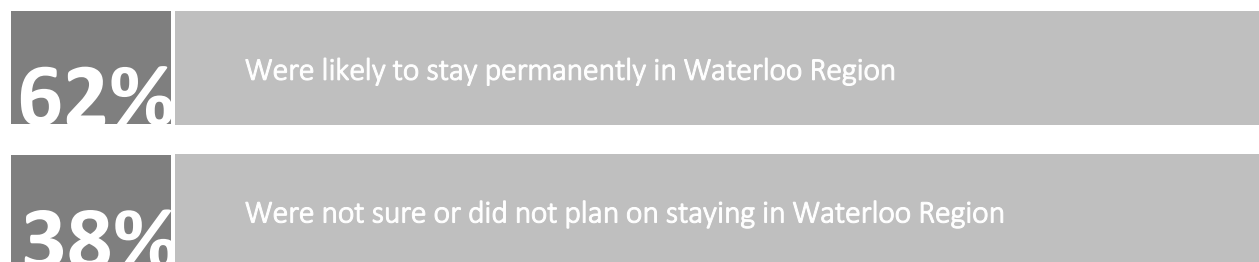 62%
Were likely to stay permanently in Waterloo Region
38%
Were not sure or did not plan on staying in Waterloo Region